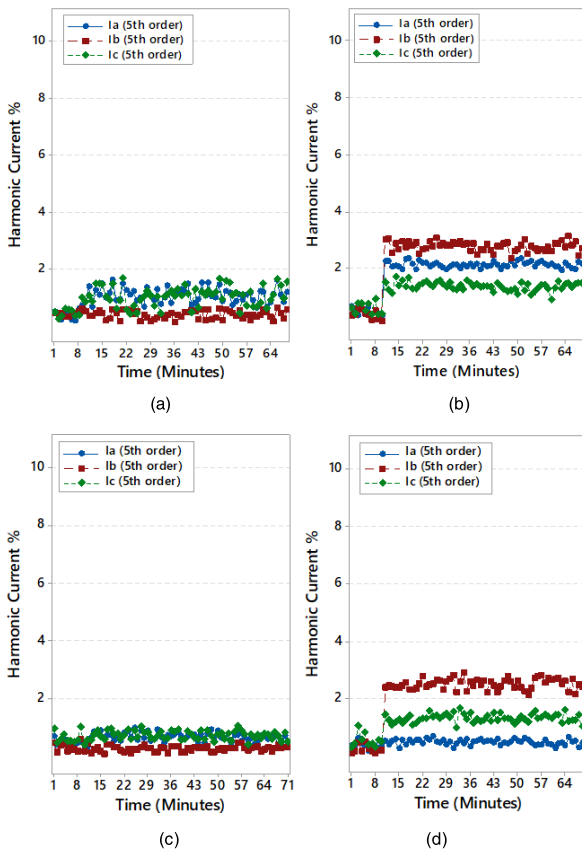 Ia (5th order)
Ib (5th order)
Ic (5th order)
10
8
6
4
2
Harmonic Current %
1 8 15 22 29 36 43 50 57 64
Time (Minutes)
(a)
Ia (5th order)
Ib (5th order)
Ic (5th order)
10
8
6
4
2
Harmonic Current %
1 8 15 22 29 36 43 50 57 64
Time (Minutes)
(b)
Ia (5th order)
Ib (5th order)
Ic (5th order)
10
8
6
4
2
Harmonic Current %
1 8 15 22 29 36 43 50 57 64 71
Time (Minutes)
(c)
Ia (5th order)
Ib (5th order)
Ic (5th order)
10
8
6
4
2
Harmonic Current %
1 8 15 22 29 36 43 50 57 64
Time (Minutes)
(d)